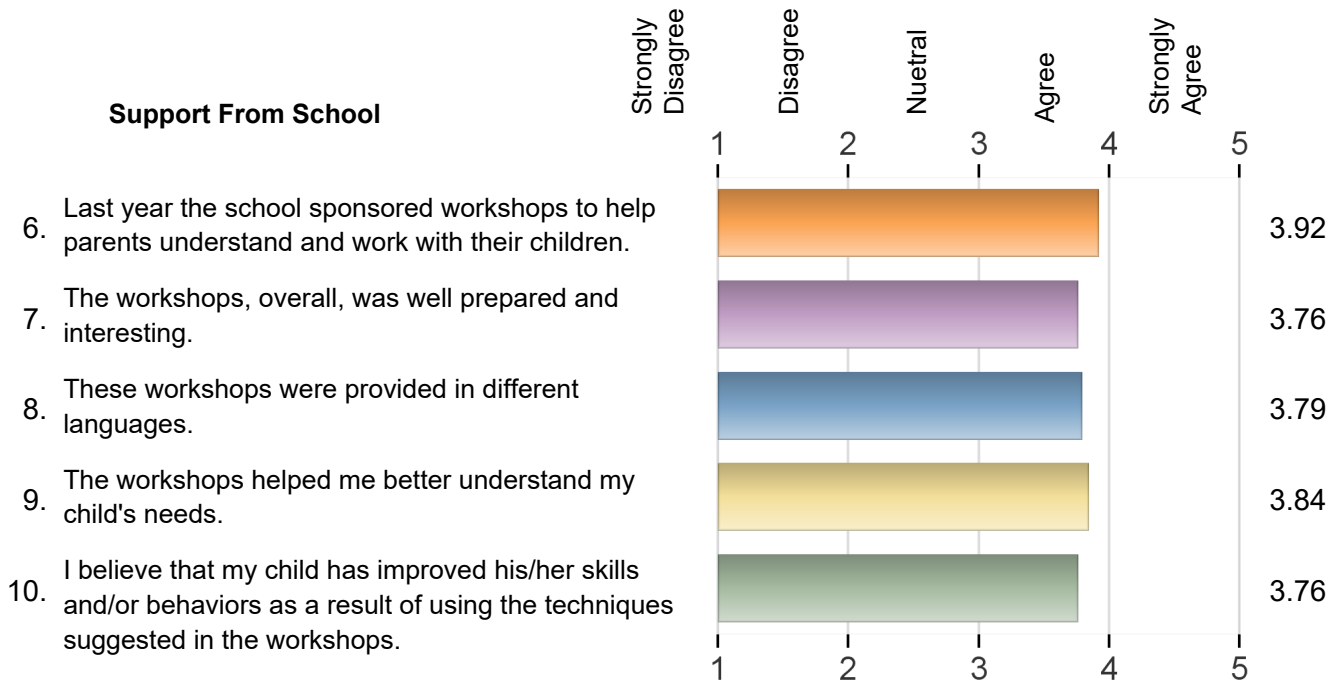 Strongly
Disagree
Disagree
Nuetral
Agree
Strongly
Agree
Support From School
1 2 3 4 5
6. Last year the school sponsored workshops to help
parents understand and work with their children.
3.92
7. The workshops, overall, was well prepared and
interesting.
3.76
8. These workshops were provided in different
languages.
3.79
9. The workshops helped me better understand my
child's needs.
3.84
10. I believe that my child has improved his/her skills
and/or behaviors as a result of using the techniques
suggested in the workshops.
3.76
1 2 3 4 5